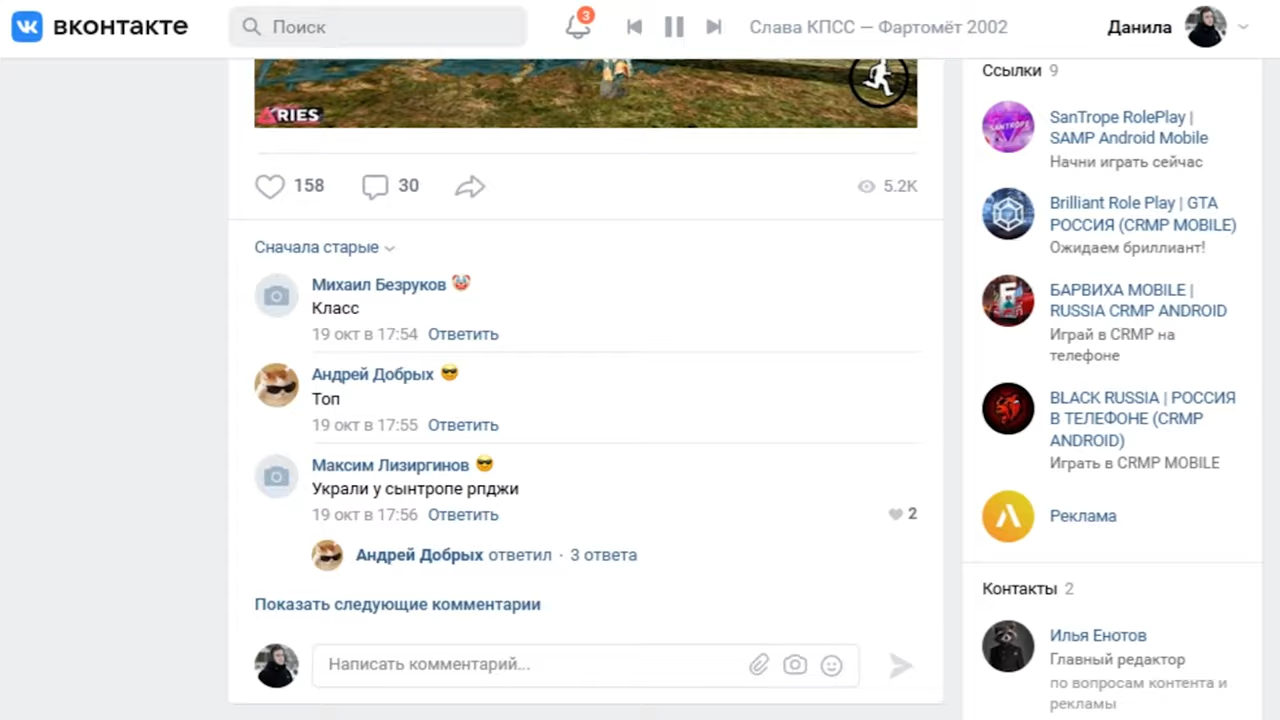 вконтакте
Поиск
3
Слава КПСС — Фартомёт 2002
Данила
KRIES
158
30
5.2K
Сначала старые
Михаил Безруков
Класс
19 окт в 17:54 Ответить
Андрей Добрых
Топ
19 окт в 17:55 Ответить
Максим Лизиргинов
Украли у сынтропе рпджи
19 окт в 17:56 Ответить
2
Андрей Добрых ответил · 3 ответа
Показать следующие комментарии
Написать комментарий...
Ссылки 9
SANTROPE
SanTrope RolePlay |
SAMP Android Mobile
Начни играть сейчас
Brilliant Role Play | GTA
РОССИЯ (CRMP MOBILE)
Ожидаем бриллиант!
БАРВИХА MOBILE |
RUSSIA CRMP ANDROID
Играй в CRMP на
телефоне
BLACK RUSSIA | РОССИЯ
В ТЕЛЕФОНЕ (CRMP
ANDROID)
Играть в CRMP MOBILE
Реклама
Контакты 2
Илья Енотов
Главный редактор
по вопросам контента и
рекламы